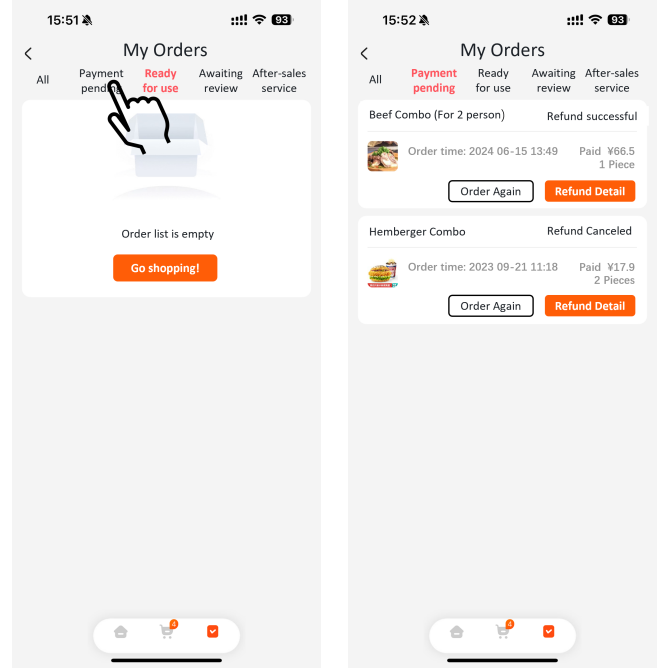 15:51
93
My Orders
All
Payment pending
Ready for use
Awaiting review
After-sales service
Order list is empty
Go shopping!
4
15:52
93
My Orders
All
Payment pending
Ready for use
Awaiting review
After-sales service
Beef Combo (For 2 person)
Refund successful
Order time: 2024 06-15 13:49
Paid ¥66.5
1 Piece
Order Again
Refund Detail
Hemberger Combo
Refund Canceled
Order time: 2023 09-21 11:18
Paid ¥17.9
2 Pieces
Order Again
Refund Detail
4